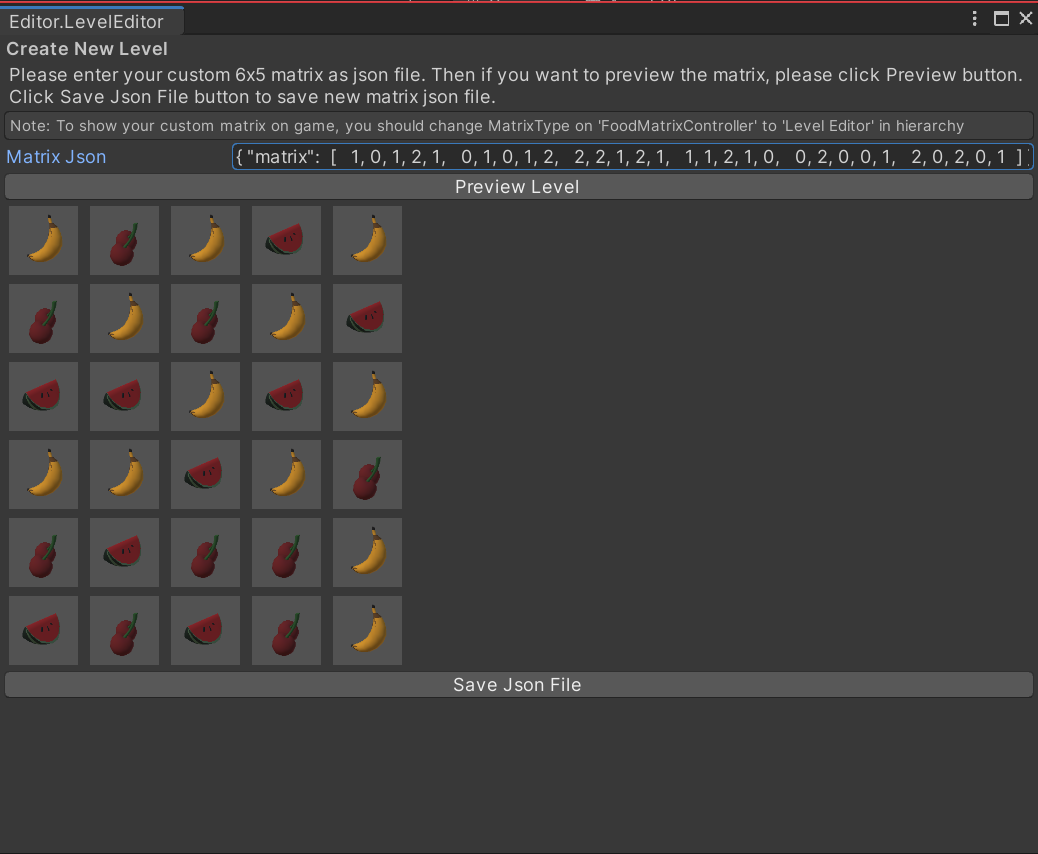 Editor.LevelEditor
Create New Level
Please enter your custom 6x5 matrix as json file. Then if you want to preview the matrix, please click Preview button.
Click Save Json File button to save new matrix json file.
Note: To show your custom matrix on game, you should change MatrixType on 'FoodMatrixController' to 'Level Editor' in hierarchy
Matrix Json {"matrix": [ 1,0,1,2,1, 0,1,0,1,2, 2,2,1,2,1, 1,1,2,1,0, 0,2,0,0,1, 2,0,2,0,1 ]
Preview Level
Save Json File